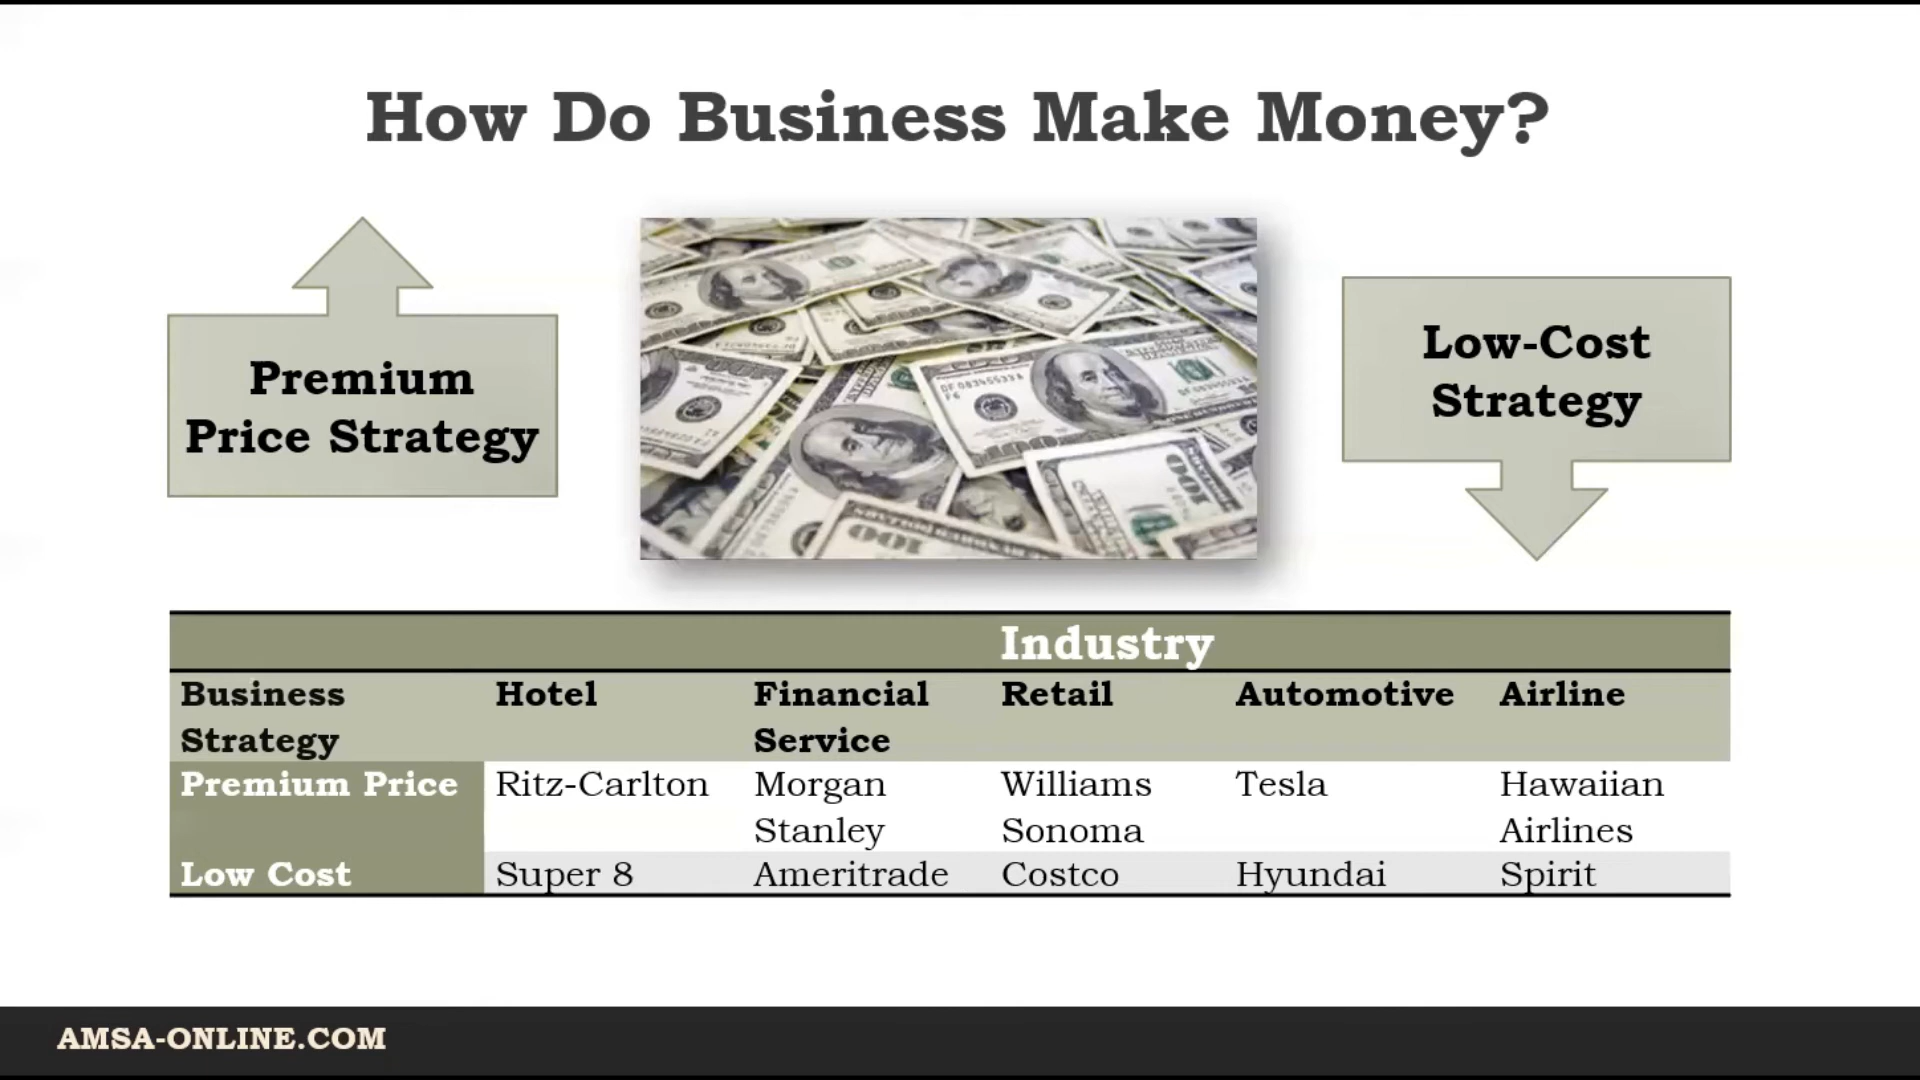 How Do Business Make Money?
Premium
Price Strategy
Low-Cost
Strategy
Industry
Business Strategy Hotel Financial Service Retail Automotive Airline
Premium Price Ritz-Carlton Morgan Stanley Williams Sonoma Tesla Hawaiian Airlines
Low Cost Super 8 Ameritrade Costco Hyundai Spirit
AMSA-ONLINE.COM